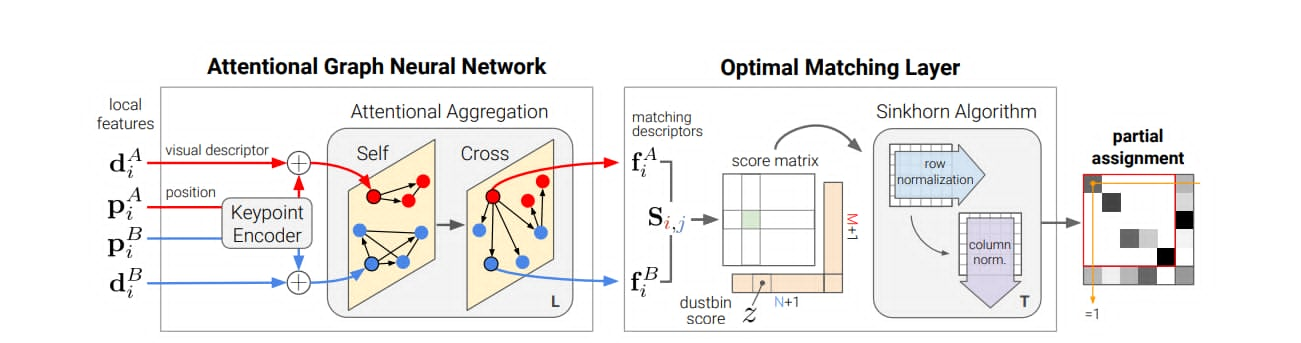 Attentional Graph Neural Network
local
features
d_i^A
visual descriptor
+
p_i^A
position
Keypoint
Encoder
p_i^B
d_i^B
+
Attentional Aggregation
Self
Cross
L
Optimal Matching Layer
matching
descriptors
f_i^A
S_{i,j}
f_i^B
score matrix
M+1
N+1
dustbin
score
z
Sinkhorn Algorithm
row
normalization
column
norm.
T
partial
assignment
=1